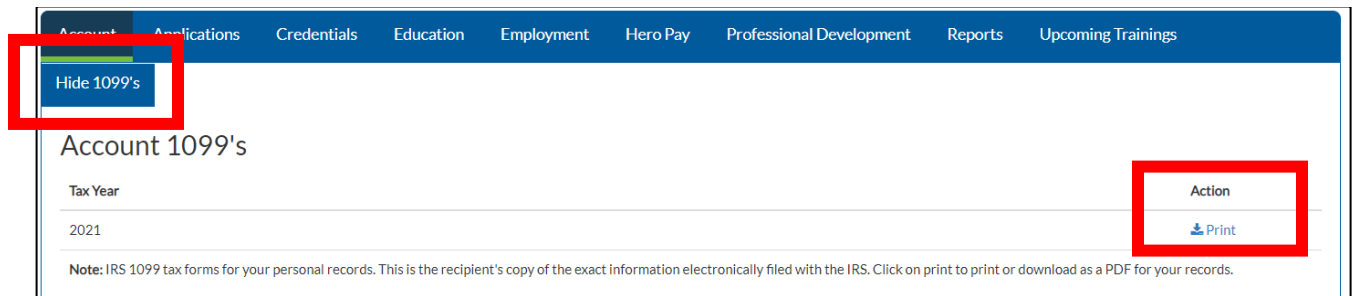 Account Applications Credentials Education Employment Hero Pay Professional Development Reports Upcoming Trainings
Hide 1099's
Account 1099's
Tax Year Action
2021 Print
Note: IRS 1099 tax forms for your personal records. This is the recipient's copy of the exact information electronically filed with the IRS. Click on print to print or download as a PDF for your records.